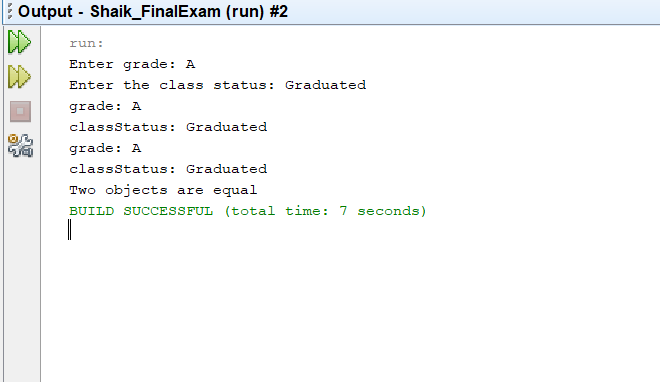 Output - Shaik_FinalExam (run) #2
run:
Enter grade: A
Enter the class status: Graduated
grade: A
classStatus: Graduated
grade: A
classStatus: Graduated
Two objects are equal
BUILD SUCCESSFUL (total time: 7 seconds)